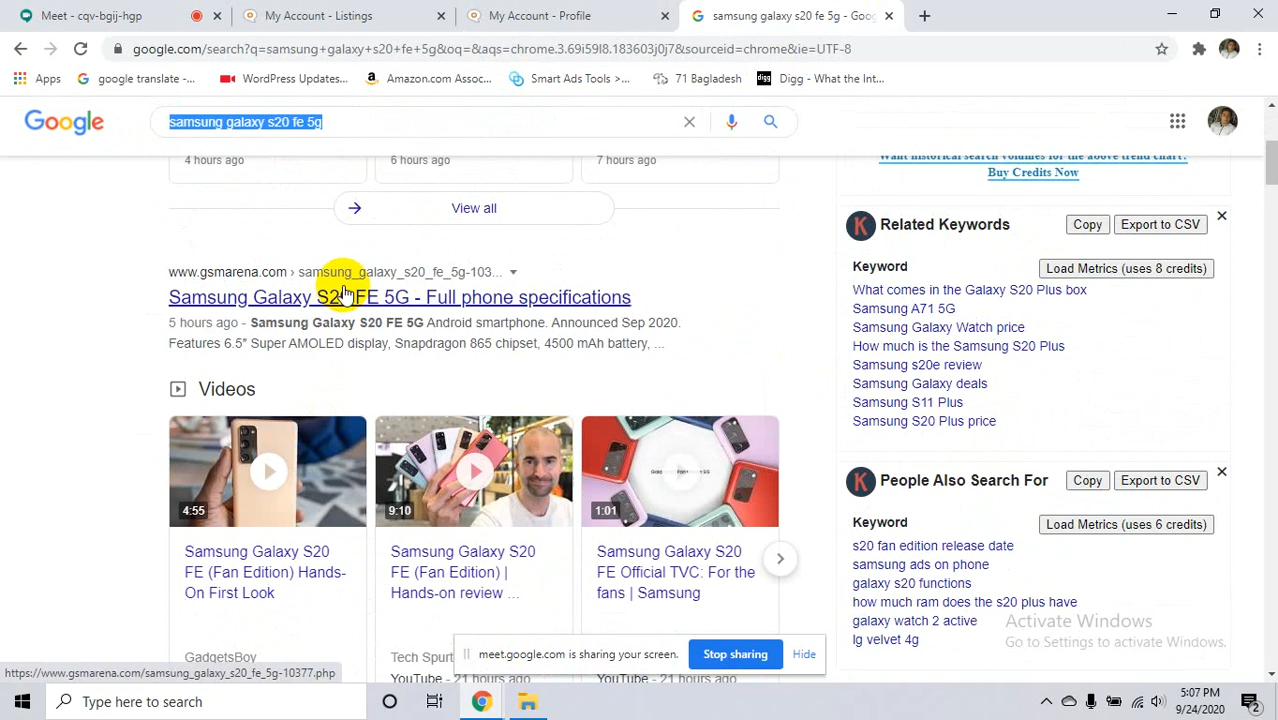 Meet - cqv-bgij-hgp
My Account - Listings
My Account - Profile
samsung galaxy s20 fe 5g - Goo
google.com/search?q=samsung+galaxy+s20+fe+5g&oq=&aqs=chrome.3.69i59l8.183603j0j7&sourceid=chrome&ie=UTF-8
Apps
google translate -...
WordPress Updates...
Amazon.com Assoc...
Smart Ads Tools >...
71 Bagladesh
digg
Digg - What the Int...
Google
samsung galaxy s20 fe 5g
4 hours ago
6 hours ago
7 hours ago
Want historical search volumes for the above trend chart?
Buy Credits Now
View all
www.gsmarena.com › samsung_galaxy_s20_fe_5g-103...
Samsung Galaxy S20 FE 5G - Full phone specifications
5 hours ago - Samsung Galaxy S20 FE 5G Android smartphone. Announced Sep 2020.
Features 6.5″ Super AMOLED display, Snapdragon 865 chipset, 4500 mAh battery, ...
Videos
4:55
9:10
1:01
Samsung Galaxy S20
FE (Fan Edition) Hands-
On First Look
GadgetsBoy
Samsung Galaxy S20
FE (Fan Edition) |
Hands-on review ...
Tech Spurt
YouTube - 21 hours ago
Samsung Galaxy S20
FE Official TVC: For the
fans | Samsung
YouTube - 21 hours ago
K
Related Keywords
Copy
Export to CSV
Keyword
Load Metrics (uses 8 credits)
What comes in the Galaxy S20 Plus box
Samsung A71 5G
Samsung Galaxy Watch price
How much is the Samsung S20 Plus
Samsung s20e review
Samsung Galaxy deals
Samsung S11 Plus
Samsung S20 Plus price
K
People Also Search For
Copy
Export to CSV
Keyword
Load Metrics (uses 6 credits)
s20 fan edition release date
samsung ads on phone
galaxy s20 functions
how much ram does the s20 plus have
galaxy watch 2 active
lg velvet 4g
Activate Windows
Go to Settings to activate Windows.
meet.google.com is sharing your screen.
Stop sharing
Hide
https://www.gsmarena.com/samsung_galaxy_s20_fe_5g-10377.php
Type here to search
5:07 PM
9/24/2020
2